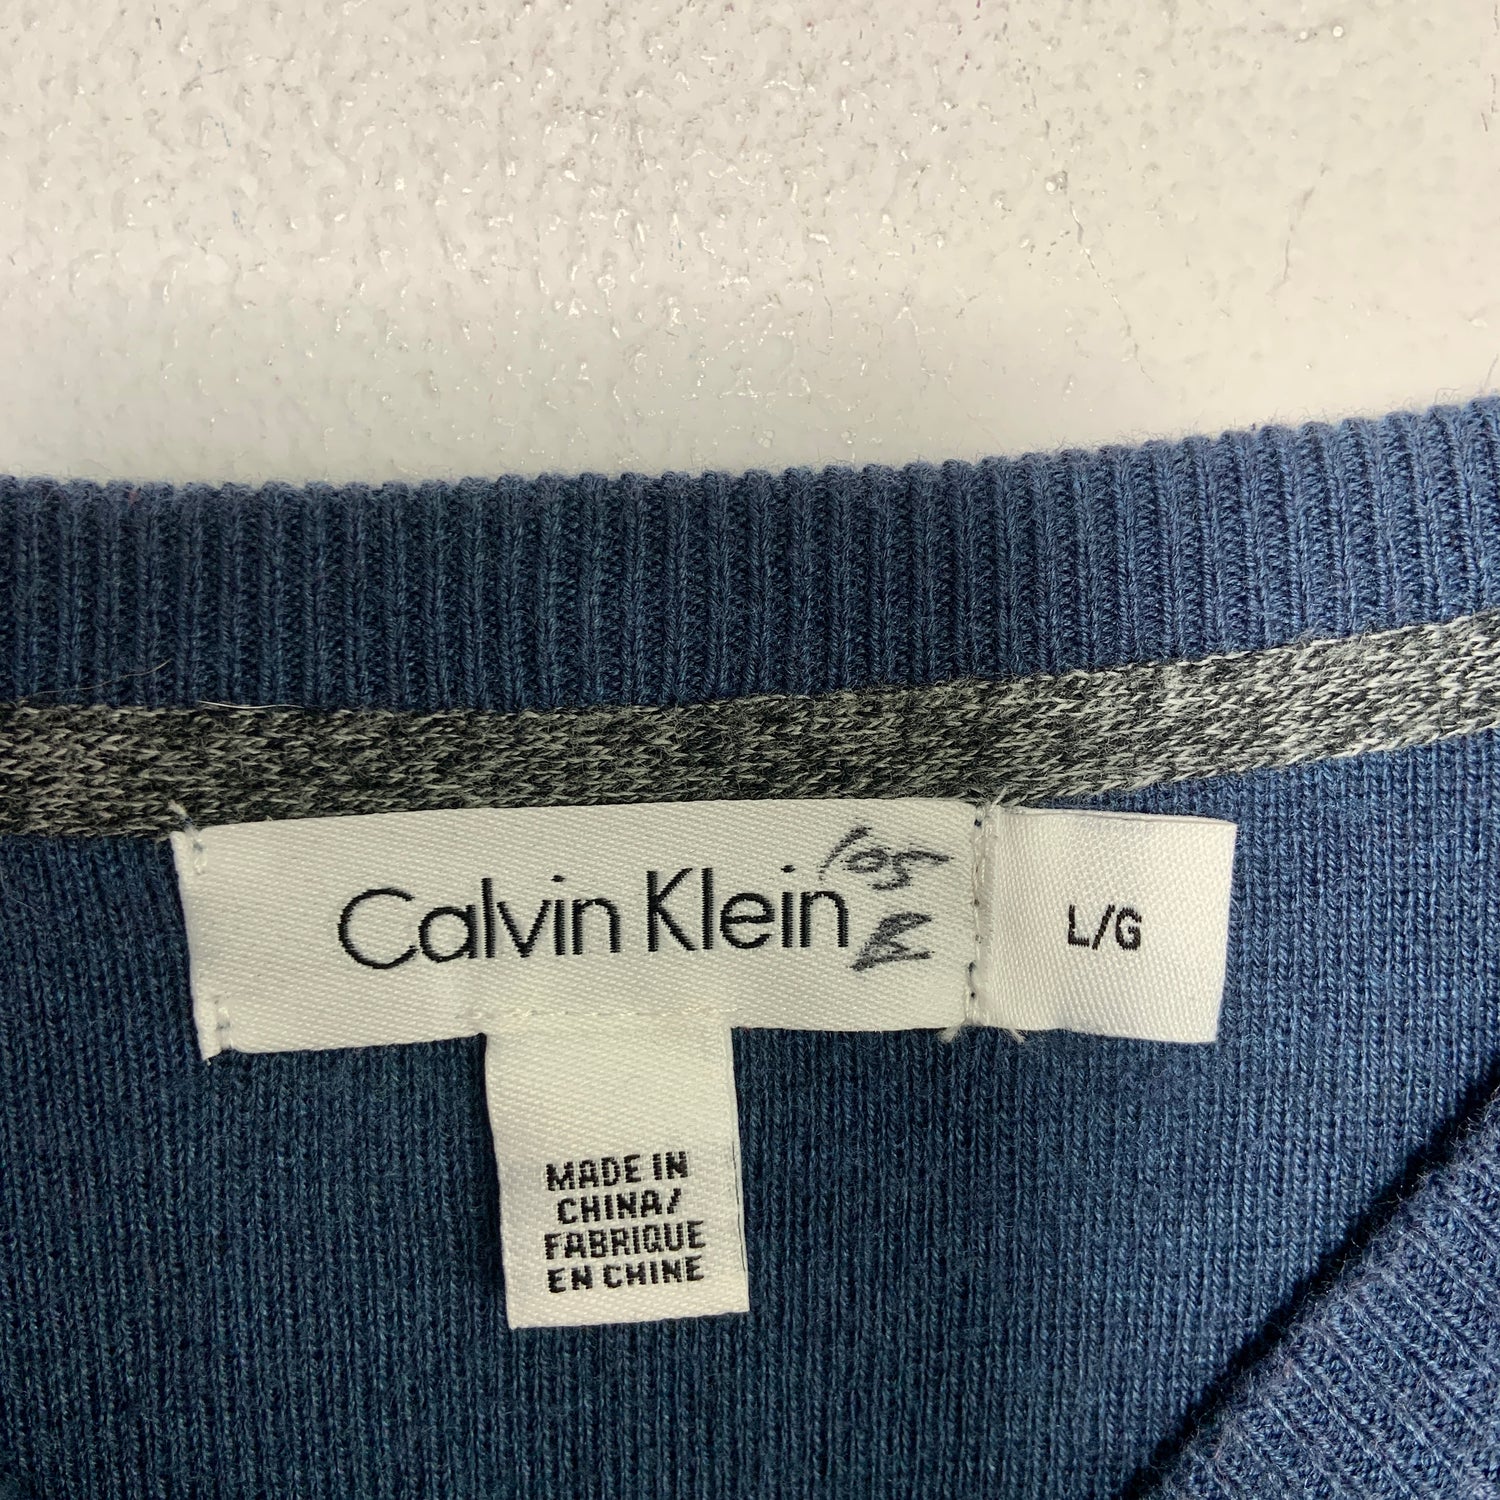 Calvin Klein
L/G
MADE IN
CHINA/
FABRIQUE
EN CHINE